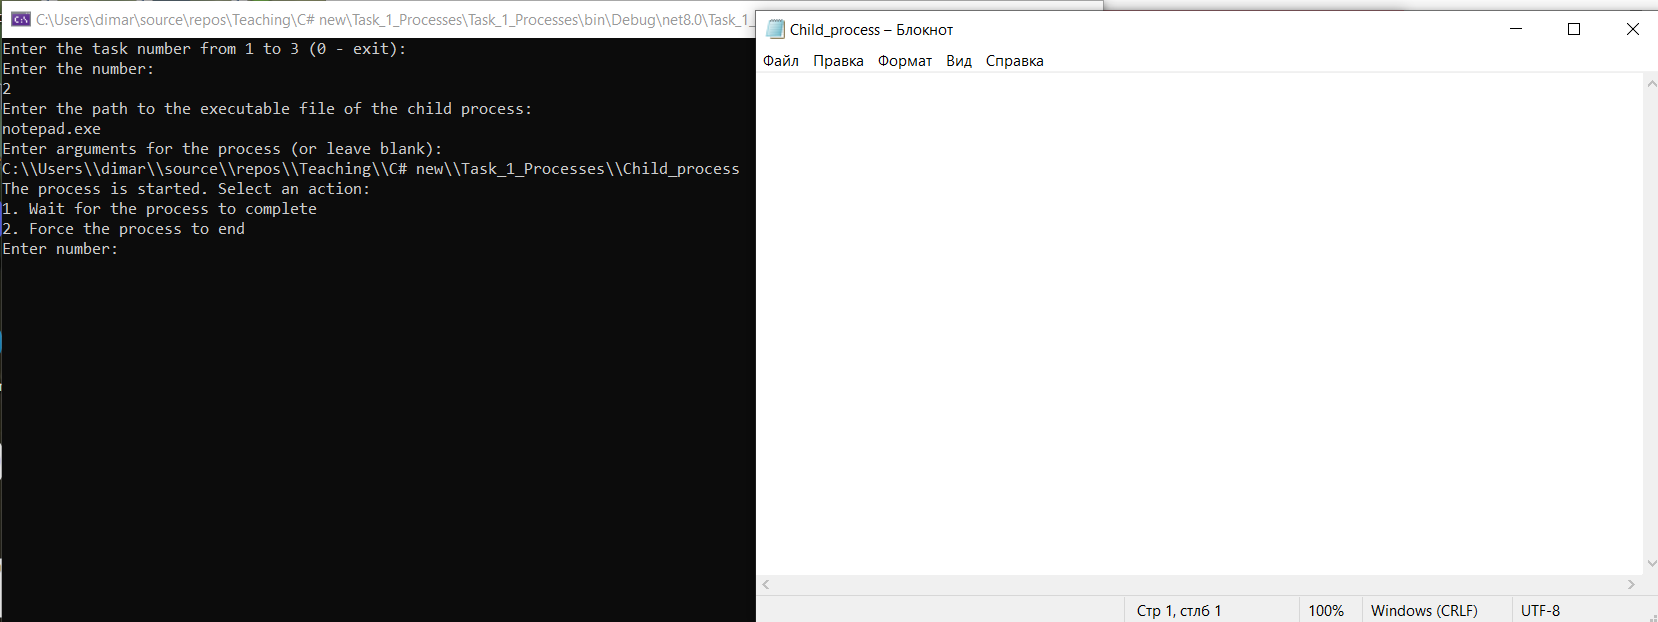 C:\Users\dimar\source\repos\Teaching\C# new\Task_1_Processes\Task_1_Processes\bin\Debug\net8.0\Task_1_
Enter the task number from 1 to 3 (0 - exit):
Enter the number:
2
Enter the path to the executable file of the child process:
notepad.exe
Enter arguments for the process (or leave blank):
C:\\Users\\dimar\\source\\repos\\Teaching\\C# new\\Task_1_Processes\\Child_process
The process is started. Select an action:
1. Wait for the process to complete
2. Force the process to end
Enter number:
Child_process – Блокнот
Файл Правка Формат Вид Справка
Стр 1, стлб 1 100% Windows (CRLF) UTF-8